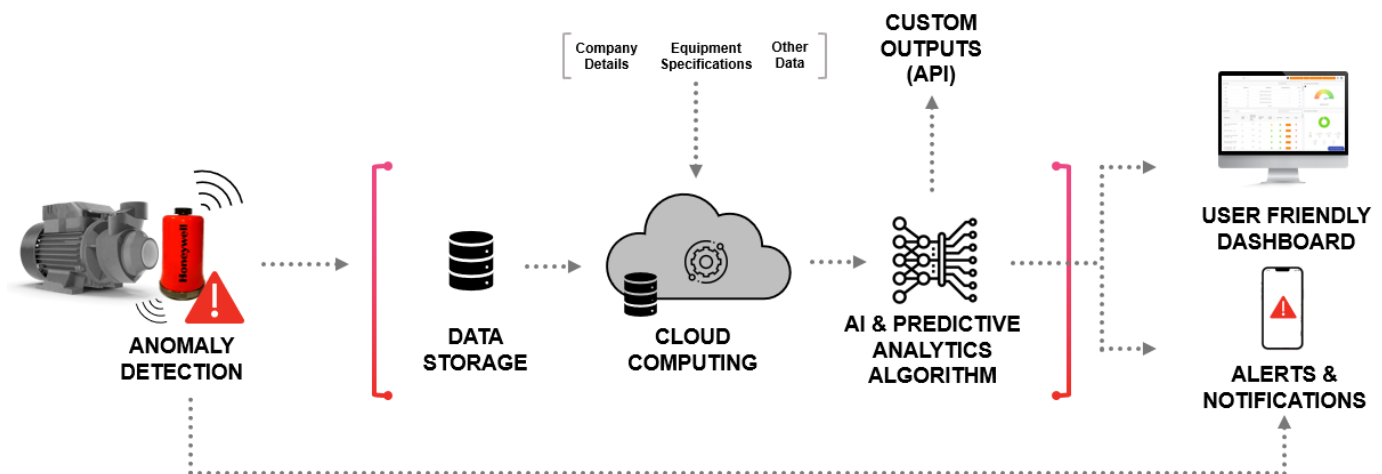 CUSTOM
OUTPUTS
(API)
Company
Details
Equipment
Specifications
Other
Data
Honeywell
ANOMALY
DETECTION
DATA
STORAGE
CLOUD
COMPUTING
AI & PREDICTIVE
ANALYTICS
ALGORITHM
USER FRIENDLY
DASHBOARD
ALERTS &
NOTIFICATIONS